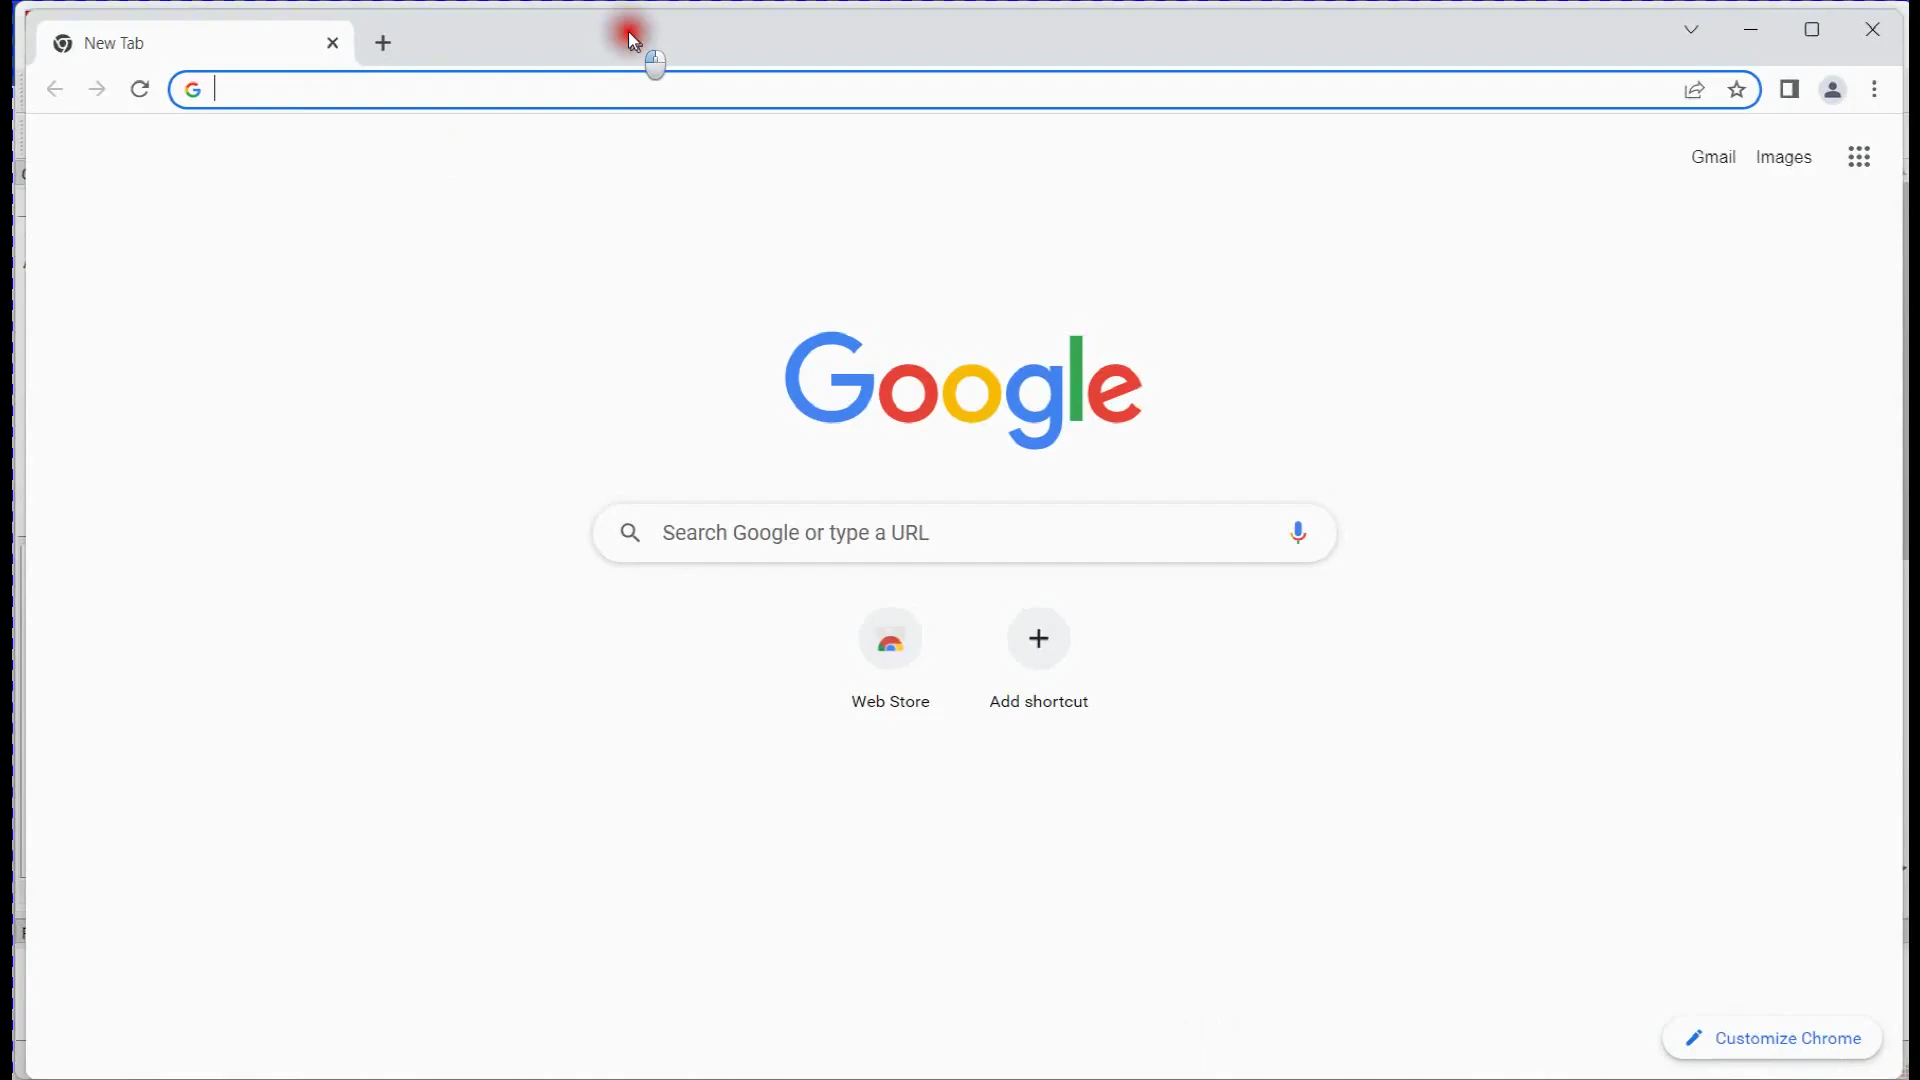 New Tab
Gmail Images
Google
Search Google or type a URL
Web Store Add shortcut
Customize Chrome